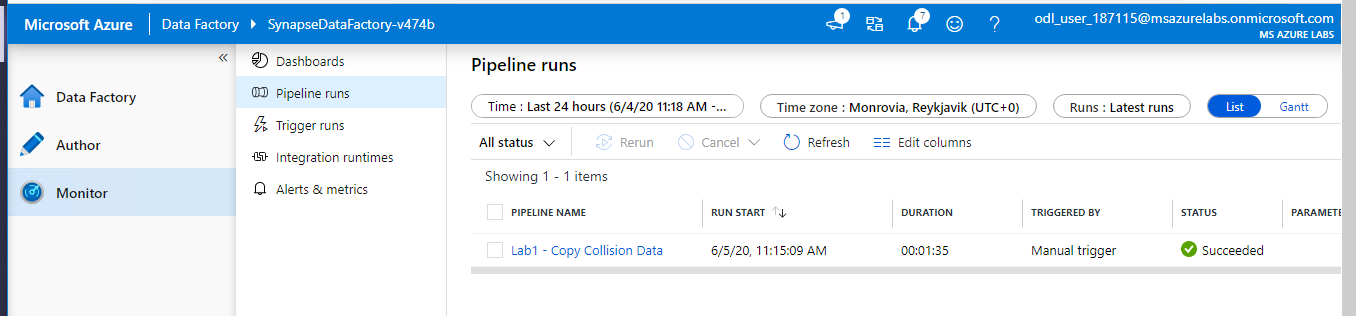 Microsoft Azure
Data Factory
SynapseDataFactory-v474b
1
7
odl_user_187115@msazurelabs.onmicrosoft.com
MS AZURE LABS
Data Factory
Author
Monitor
Dashboards
Pipeline runs
Trigger runs
Integration runtimes
Alerts & metrics
Pipeline runs
Time : Last 24 hours (6/4/20 11:18 AM -...
Time zone : Monrovia, Reykjavik (UTC+0)
Runs : Latest runs
List
Gantt
All status
Rerun
Cancel
Refresh
Edit columns
Showing 1 - 1 items
PIPELINE NAME
RUN START
DURATION
TRIGGERED BY
STATUS
PARAMETE
Lab1 - Copy Collision Data
6/5/20, 11:15:09 AM
00:01:35
Manual trigger
Succeeded